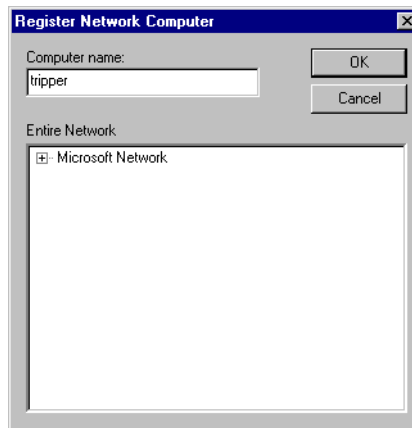 Register Network Computer
Computer name:
tripper
OK
Cancel
Entire Network
Microsoft Network